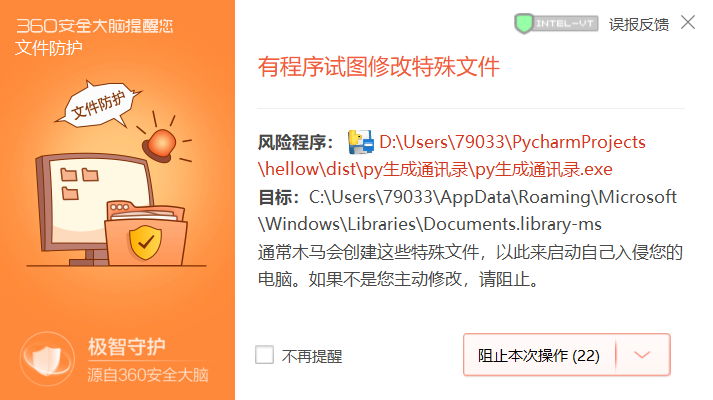 360安全大脑提醒您
文件防护
INTEL-VT
误报反馈
文件防护
有程序试图修改特殊文件
风险程序： D:\Users\79033\PycharmProjects
\hellow\dist\py生成通讯录\py生成通讯录.exe
目标：C:\Users\79033\AppData\Roaming\Microsoft
\Windows\Libraries\Documents.library-ms
通常木马会创建这些特殊文件，以此来启动自己入侵您的
电脑。如果不是您主动修改，请阻止。
极智守护
源自360安全大脑
不再提醒
阻止本次操作 (22)